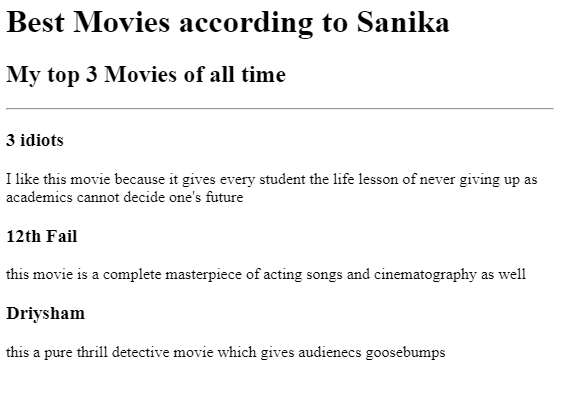 Best Movies according to Sanika
My top 3 Movies of all time
3 idiots
I like this movie because it gives every student the life lesson of never giving up as
academics cannot decide one's future
12th Fail
this movie is a complete masterpiece of acting songs and cinematography as well
Driysham
this a pure thrill detective movie which gives audienecs goosebumps